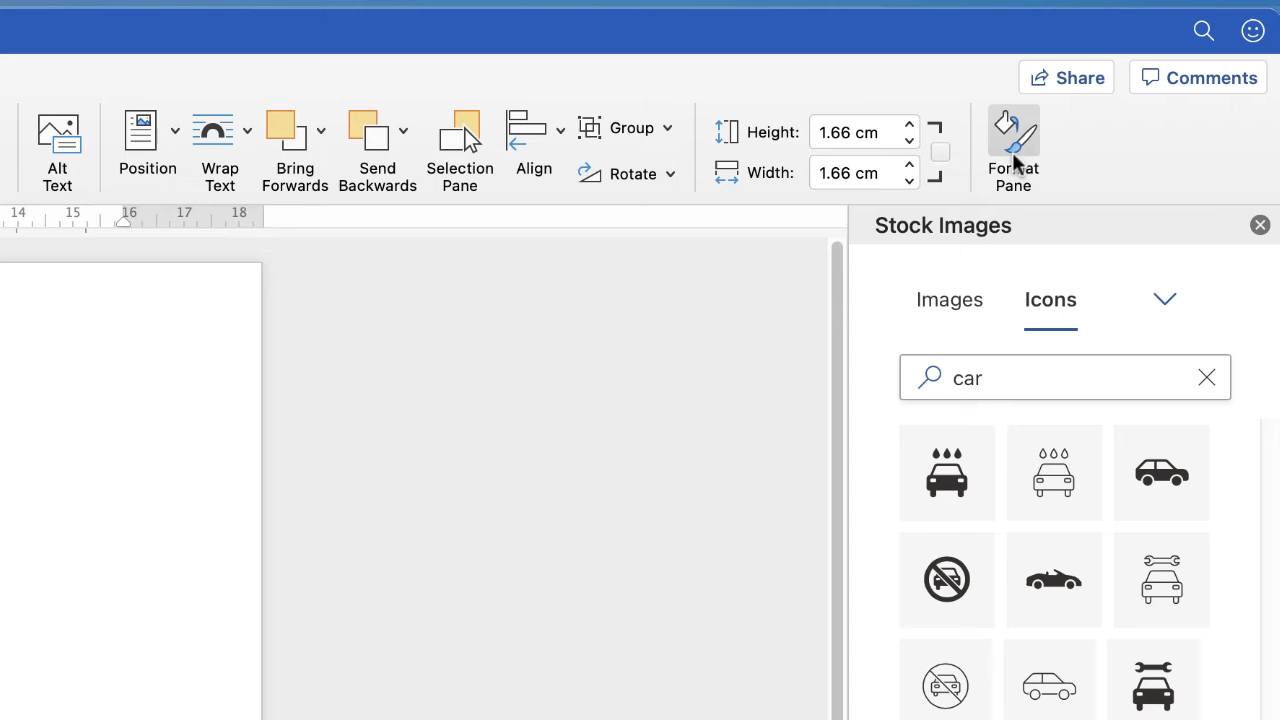 Share
Comments
Alt
Text
Position
Wrap
Text
Bring
Forwards
Send
Backwards
Selection
Pane
Align
Group
Rotate
Height:
1.66 cm
Width:
1.66 cm
Format
Pane
14 15 16 17 18
Stock Images
Images
Icons
car